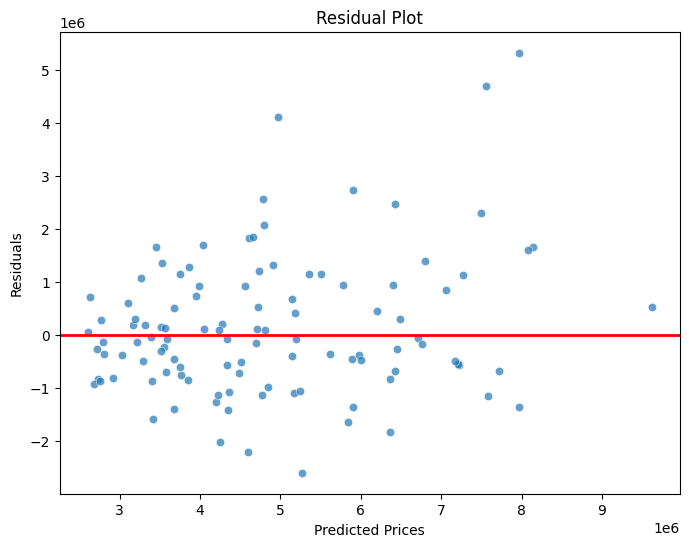 Residual Plot
1e6
5
4
3
2
1
0
−1
−2
Residuals
3 4 5 6 7 8 9
1e6
Predicted Prices